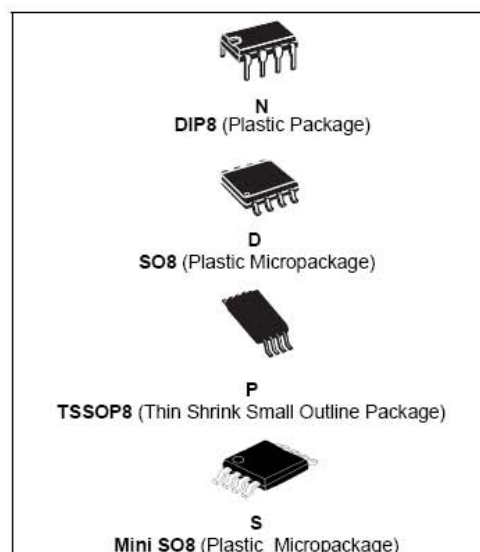 N
DIP8 (Plastic Package)
D
SO8 (Plastic Micropackage)
P
TSSOP8 (Thin Shrink Small Outline Package)
S
Mini SO8 (Plastic Micropackage)